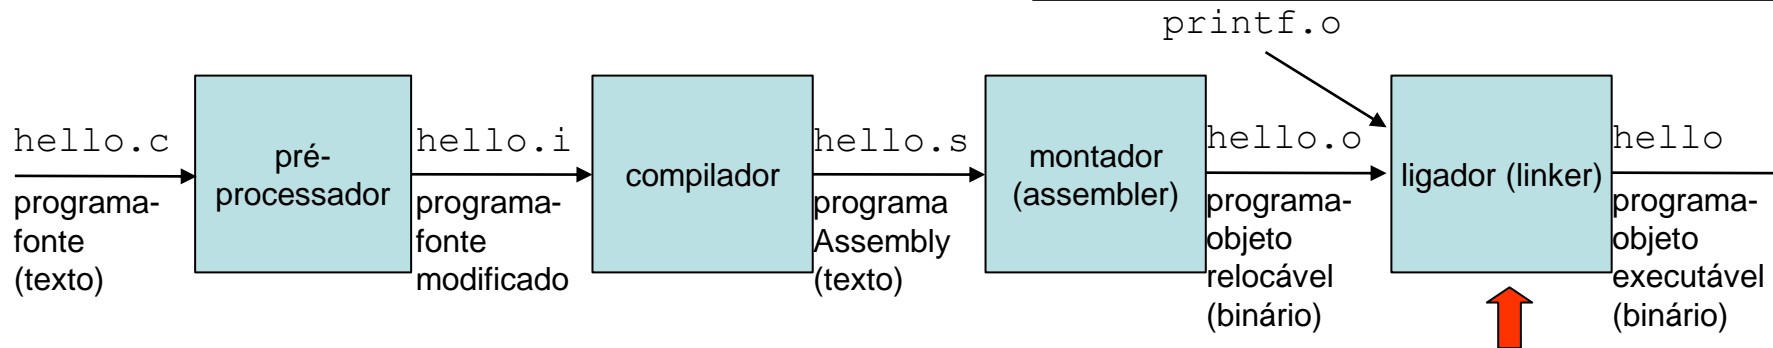 printf.o
hello.c
programa-
fonte
(texto)
pré-
processador
hello.i
programa-
fonte
modificado
compilador
hello.s
programa
Assembly
(texto)
montador
(assembler)
hello.o
programa-
objeto
relocável
(binário)
ligador (linker)
hello
programa-
objeto
executável
(binário)